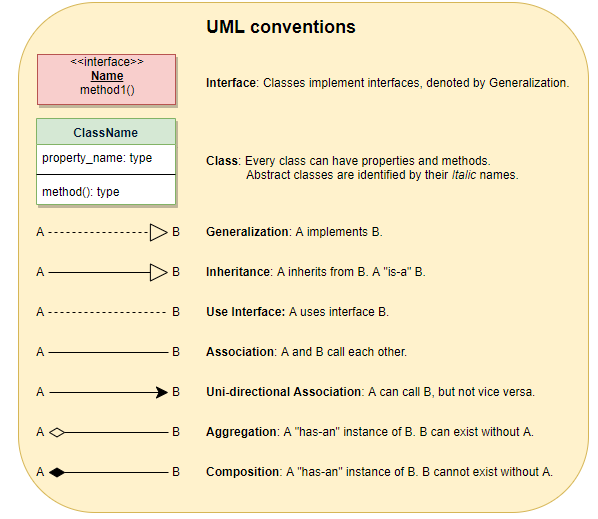 UML conventions
<<interface>>
Name
method1()
Interface: Classes implement interfaces, denoted by Generalization.
ClassName
property_name: type
method(): type
Class: Every class can have properties and methods.
Abstract classes are identified by their Italic names.
A B Generalization: A implements B.
A B Inheritance: A inherits from B. A "is-a" B.
A B Use Interface: A uses interface B.
A B Association: A and B call each other.
A B Uni-directional Association: A can call B, but not vice versa.
A B Aggregation: A "has-an" instance of B. B can exist without A.
A B Composition: A "has-an" instance of B. B cannot exist without A.